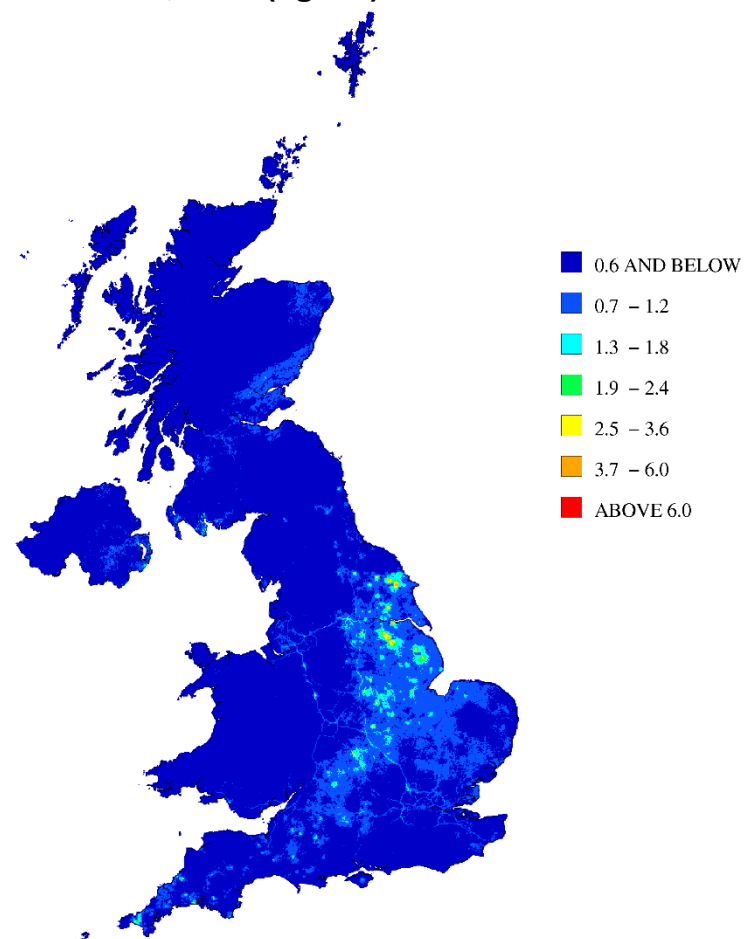 0.6 AND BELOW
0.7 – 1.2
1.3 – 1.8
1.9 – 2.4
2.5 – 3.6
3.7 – 6.0
ABOVE 6.0